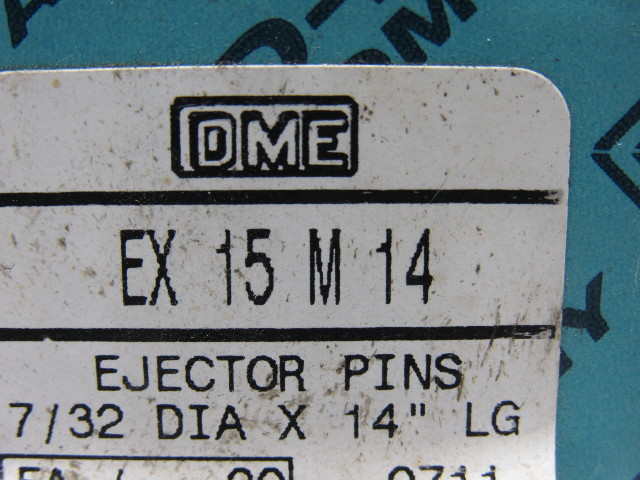 DME
EX 15 M 14
EJECTOR PINS
7/32 DIA X 14" LG